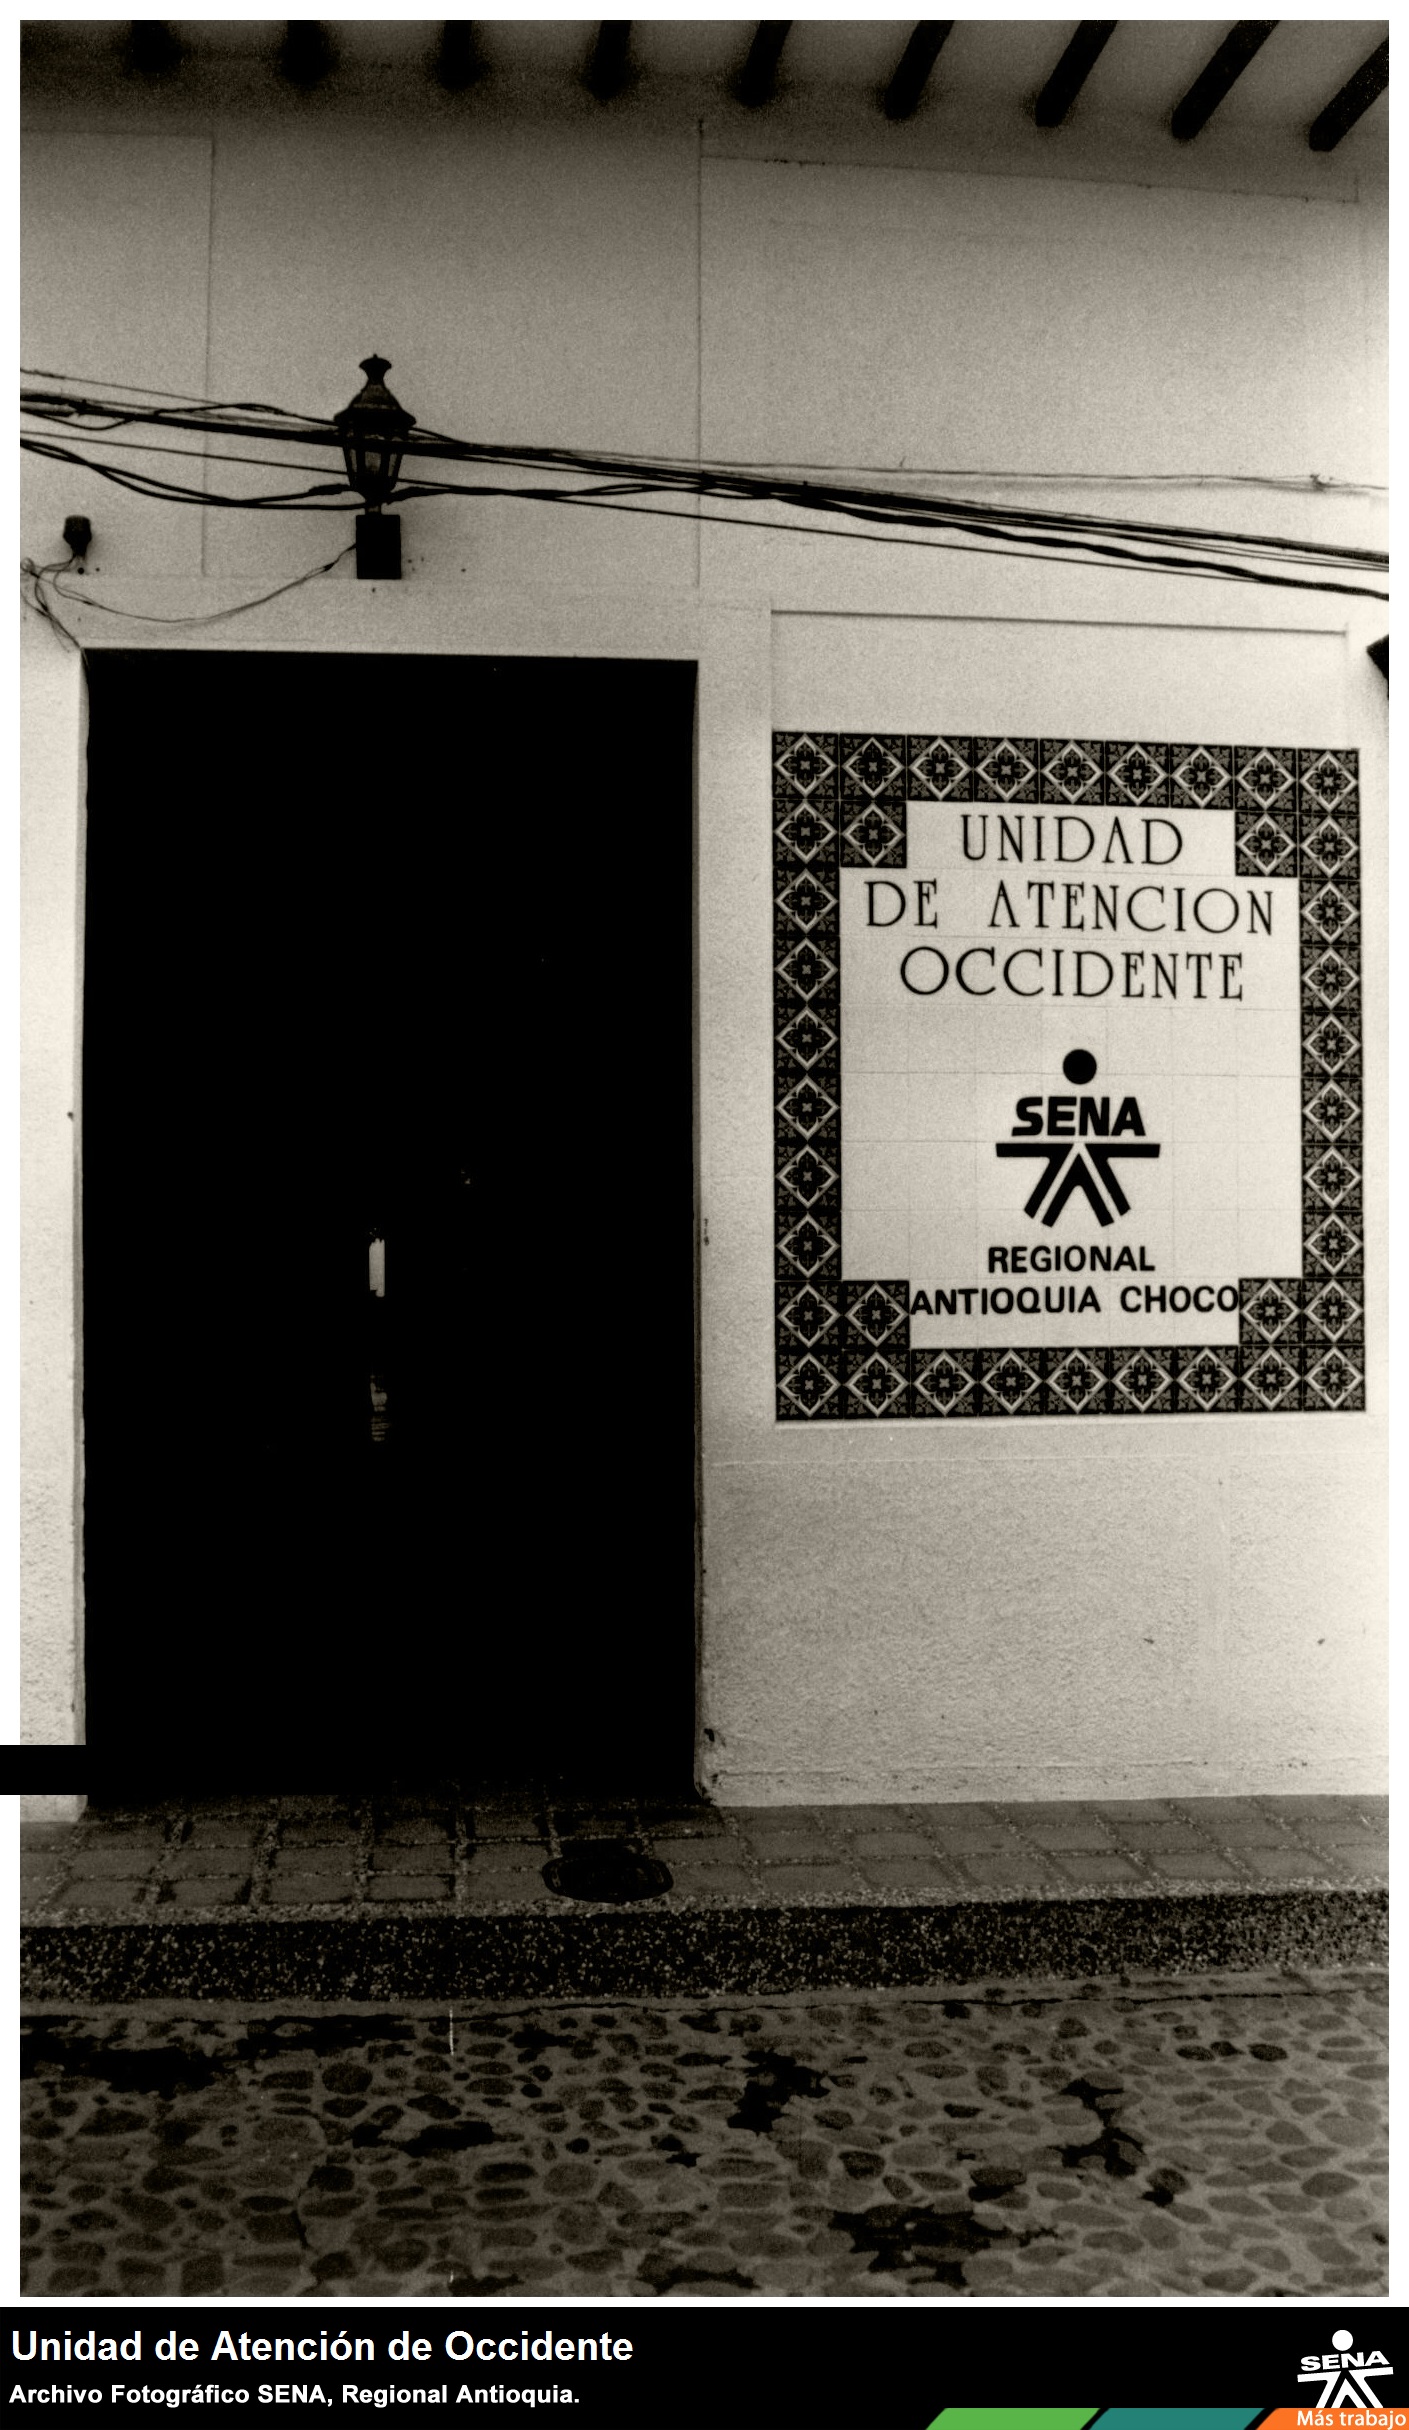 UNIDAD
DE ATENCION
OCCIDENTE
SENA
REGIONAL
ANTIOQUIA CHOCO
Unidad de Atención de Occidente
Archivo Fotográfico SENA, Regional Antioquia.
SENA
Más trabajo